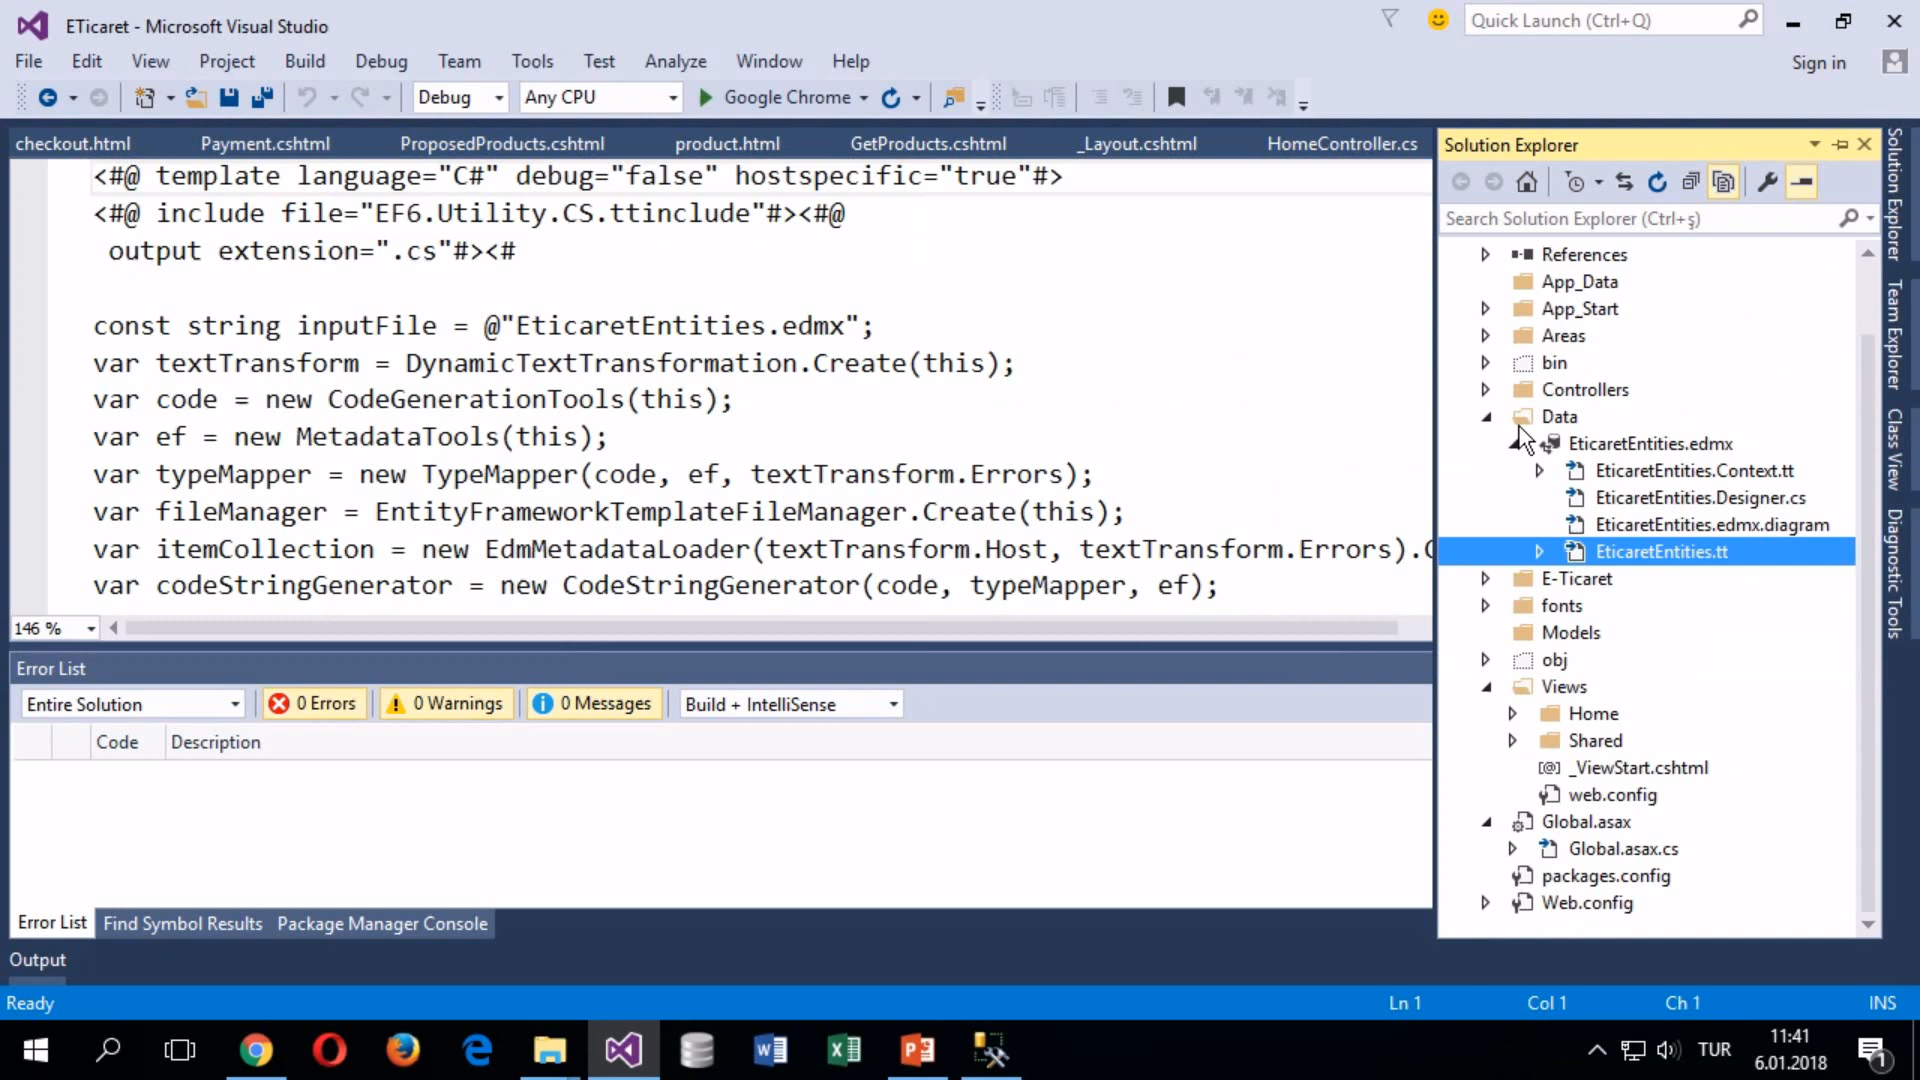 ETicaret - Microsoft Visual Studio
Quick Launch (Ctrl+Q)
File Edit View Project Build Debug Team Tools Test Analyze Window Help
Sign in
Debug Any CPU Google Chrome
checkout.html Payment.cshtml ProposedProducts.cshtml product.html GetProducts.cshtml _Layout.cshtml HomeController.cs
<#@ template language="C#" debug="false" hostspecific="true"#>
<#@ include file="EF6.Utility.CS.ttinclude"#><#@
output extension=".cs"#><#
const string inputFile = @"EticaretEntities.edmx";
var textTransform = DynamicTextTransformation.Create(this);
var code = new CodeGenerationTools(this);
var ef = new MetadataTools(this);
var typeMapper = new TypeMapper(code, ef, textTransform.Errors);
var fileManager = EntityFrameworkTemplateFileManager.Create(this);
var itemCollection = new EdmMetadataLoader(textTransform.Host, textTransform.Errors).
var codeStringGenerator = new CodeStringGenerator(code, typeMapper, ef);
146 %
Error List
Entire Solution 0 Errors 0 Warnings 0 Messages Build + IntelliSense
Code Description
Error List Find Symbol Results Package Manager Console
Output
Solution Explorer
Search Solution Explorer (Ctrl+ş)
References
App_Data
App_Start
Areas
bin
Controllers
Data
EticaretEntities.edmx
EticaretEntities.Context.tt
EticaretEntities.Designer.cs
EticaretEntities.edmx.diagram
EticaretEntities.tt
E-Ticaret
fonts
Models
obj
Views
Home
Shared
_ViewStart.cshtml
web.config
Global.asax
Global.asax.cs
packages.config
Web.config
Solution Explorer
Team Explorer
Class View
Diagnostic Tools
Ready Ln 1 Col 1 Ch 1 INS
TUR
11:41
6.01.2018
1